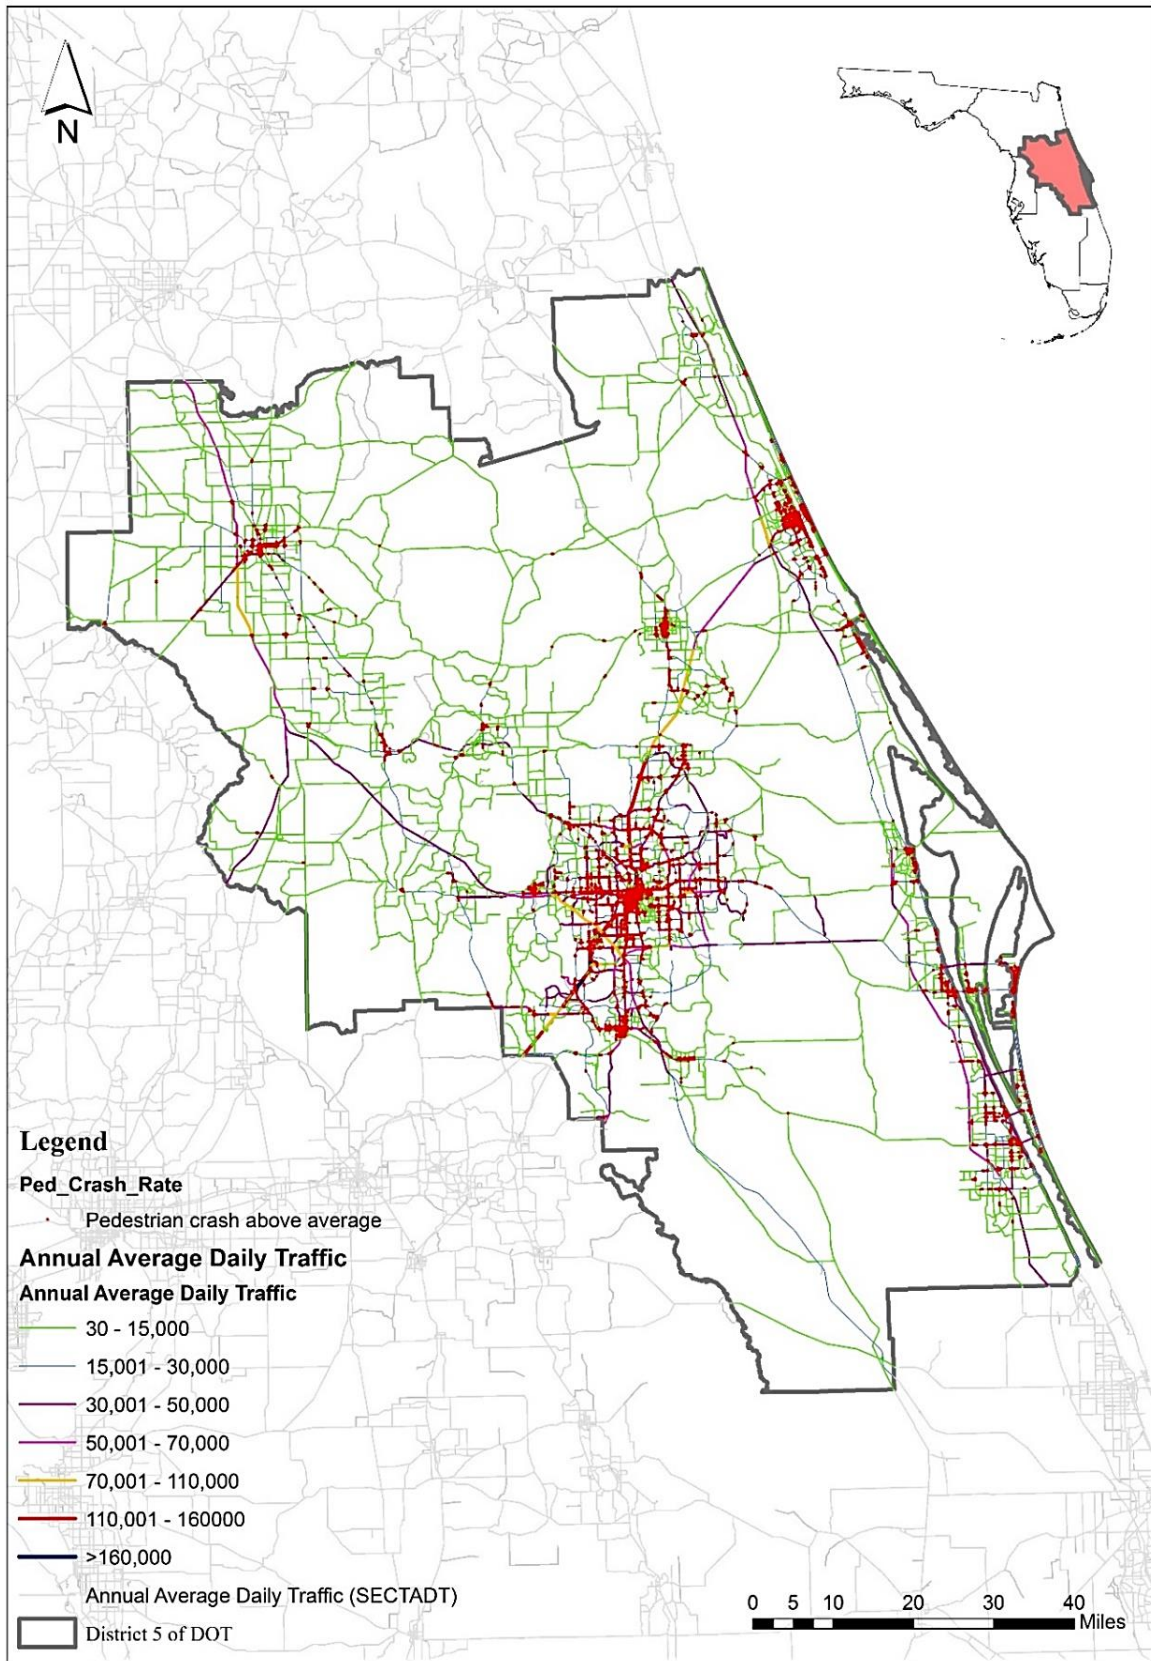 N
Legend
Ped_Crash_Rate
Pedestrian crash above average
Annual Average Daily Traffic
Annual Average Daily Traffic
30 - 15,000
15,001 - 30,000
30,001 - 50,000
50,001 - 70,000
70,001 - 110,000
110,001 - 160000
>160,000
Annual Average Daily Traffic (SECTADT)
District 5 of DOT
0 5 10 20 30 40
Miles